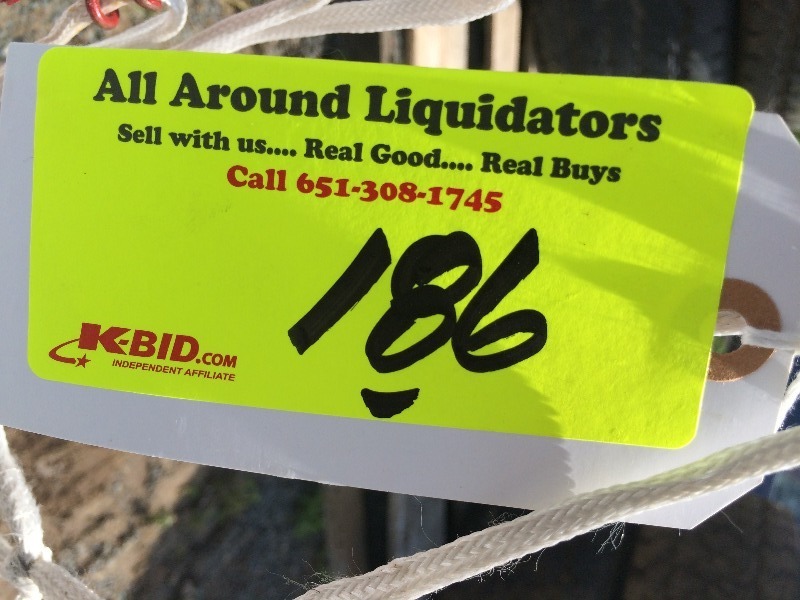 All Around Liquidators
Sell with us.... Real Good.... Real Buys
Call 651-308-1745
186
K-BID.COM
INDEPENDENT AFFILIATE